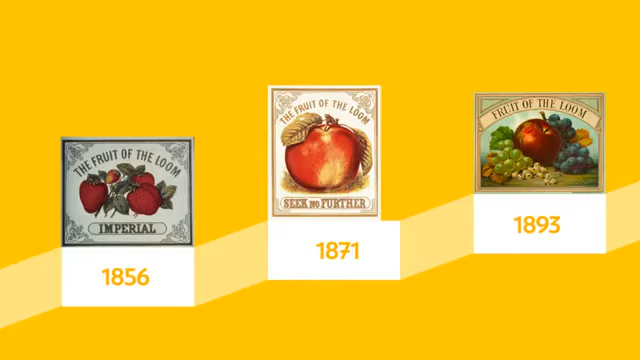 THE FRUIT OF THE LOOM
IMPERIAL
1856
THE FRUIT OF THE LOOM
SEEK NO FURTHER
1871
FRUIT OF THE LOOM
1893